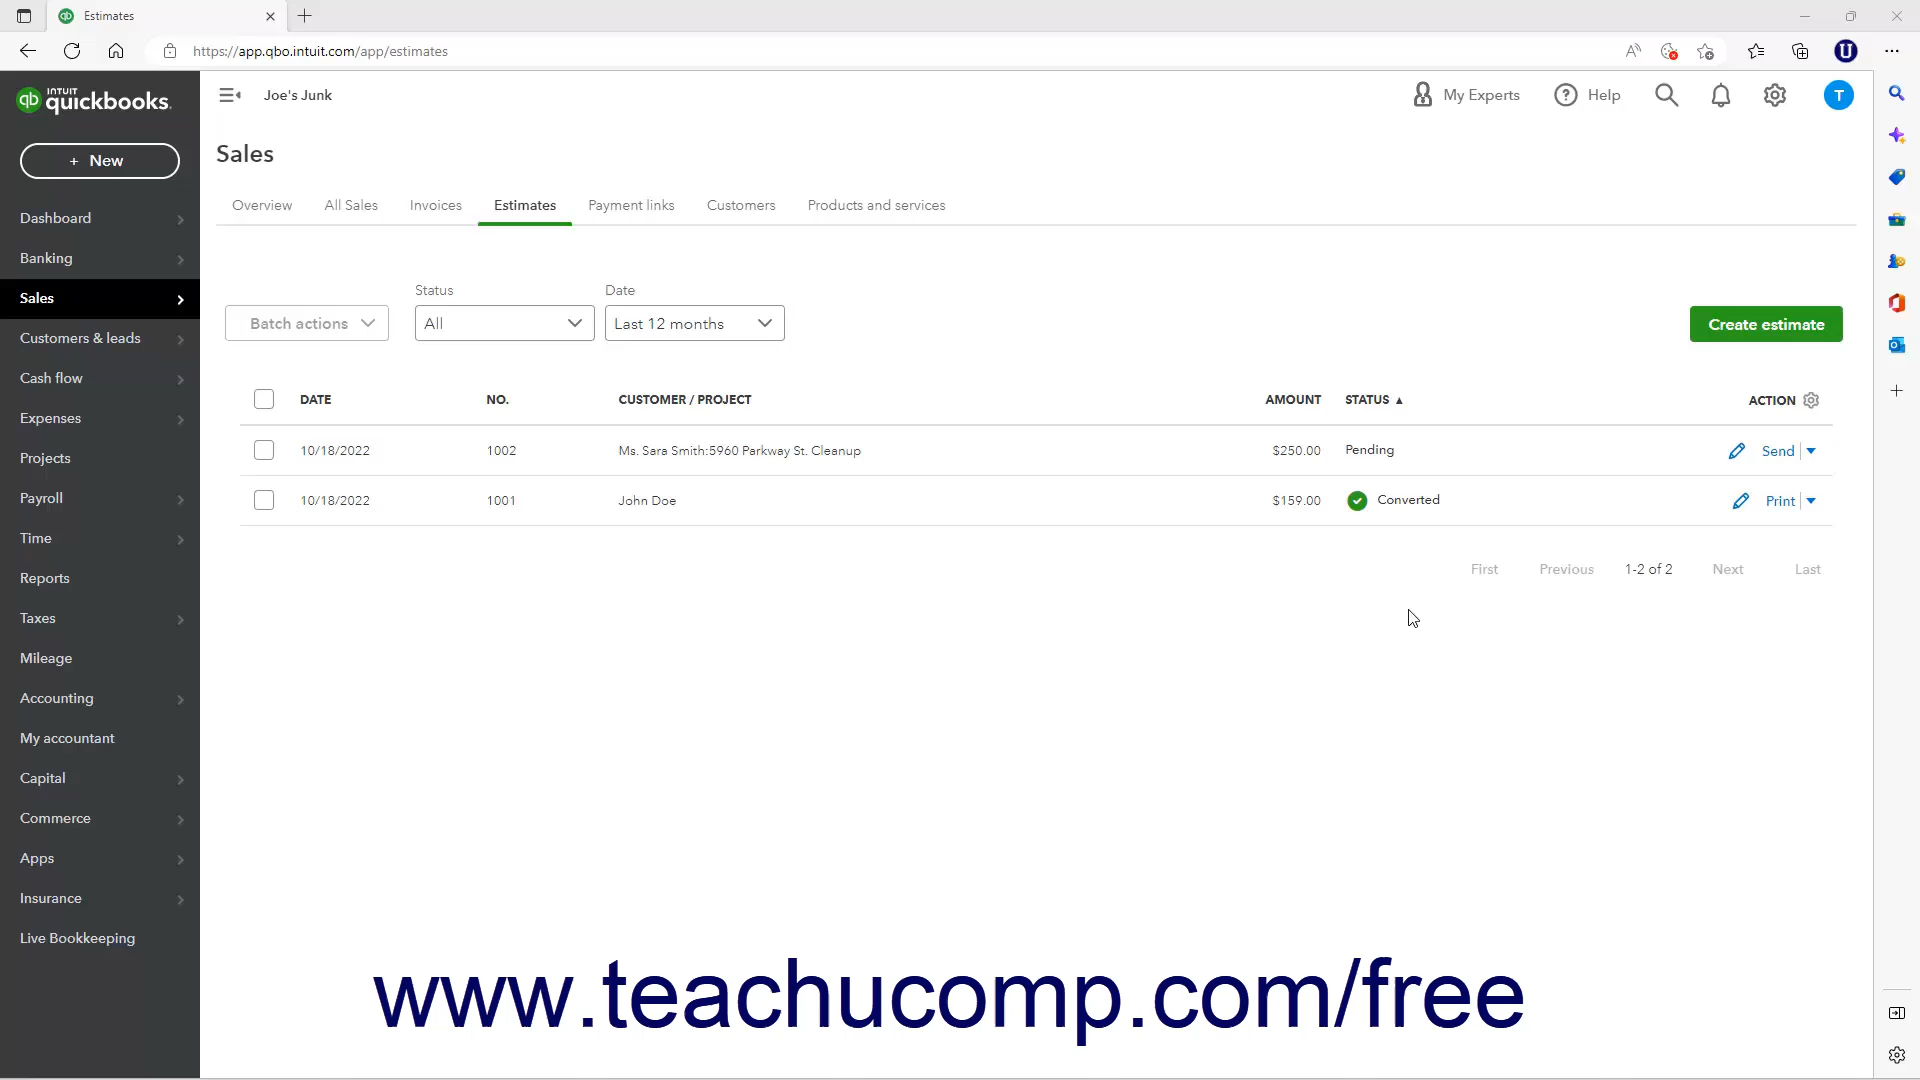 Estimates
https://app.qbo.intuit.com/app/estimates
U
INTUIT
quickbooks.
Joe's Junk
My Experts
Help
T
+ New
Sales
Overview
All Sales
Invoices
Estimates
Payment links
Customers
Products and services
Dashboard
Banking
Sales
Customers & leads
Cash flow
Expenses
Projects
Payroll
Time
Reports
Taxes
Mileage
Accounting
My accountant
Capital
Commerce
Apps
Insurance
Live Bookkeeping
Status
Date
Batch actions
All
Last 12 months
Create estimate
DATE NO. CUSTOMER / PROJECT AMOUNT STATUS ▲ ACTION
10/18/2022 1002 Ms. Sara Smith:5960 Parkway St. Cleanup $250.00 Pending Send
10/18/2022 1001 John Doe $159.00 Converted Print
First Previous 1-2 of 2 Next Last
www.teachucomp.com/free